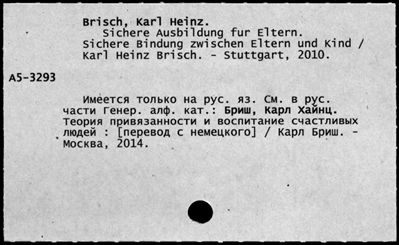 Brisch, Karl Heinz.
Sichere Ausbildung fur Eltern.
Sichere Bindung zwischen Eltern und Kind /
Karl Heinz Brisch. - Stuttgart, 2010.
А5-3293
Имеется только на рус. яз. См. в рус.
части Генер. алф. кат.: Бриш, Карл Хайнц.
Теория привязанности и воспитание счастливых
людей : [перевод с немецкого] / Карл Бриш. -
Москва, 2014.